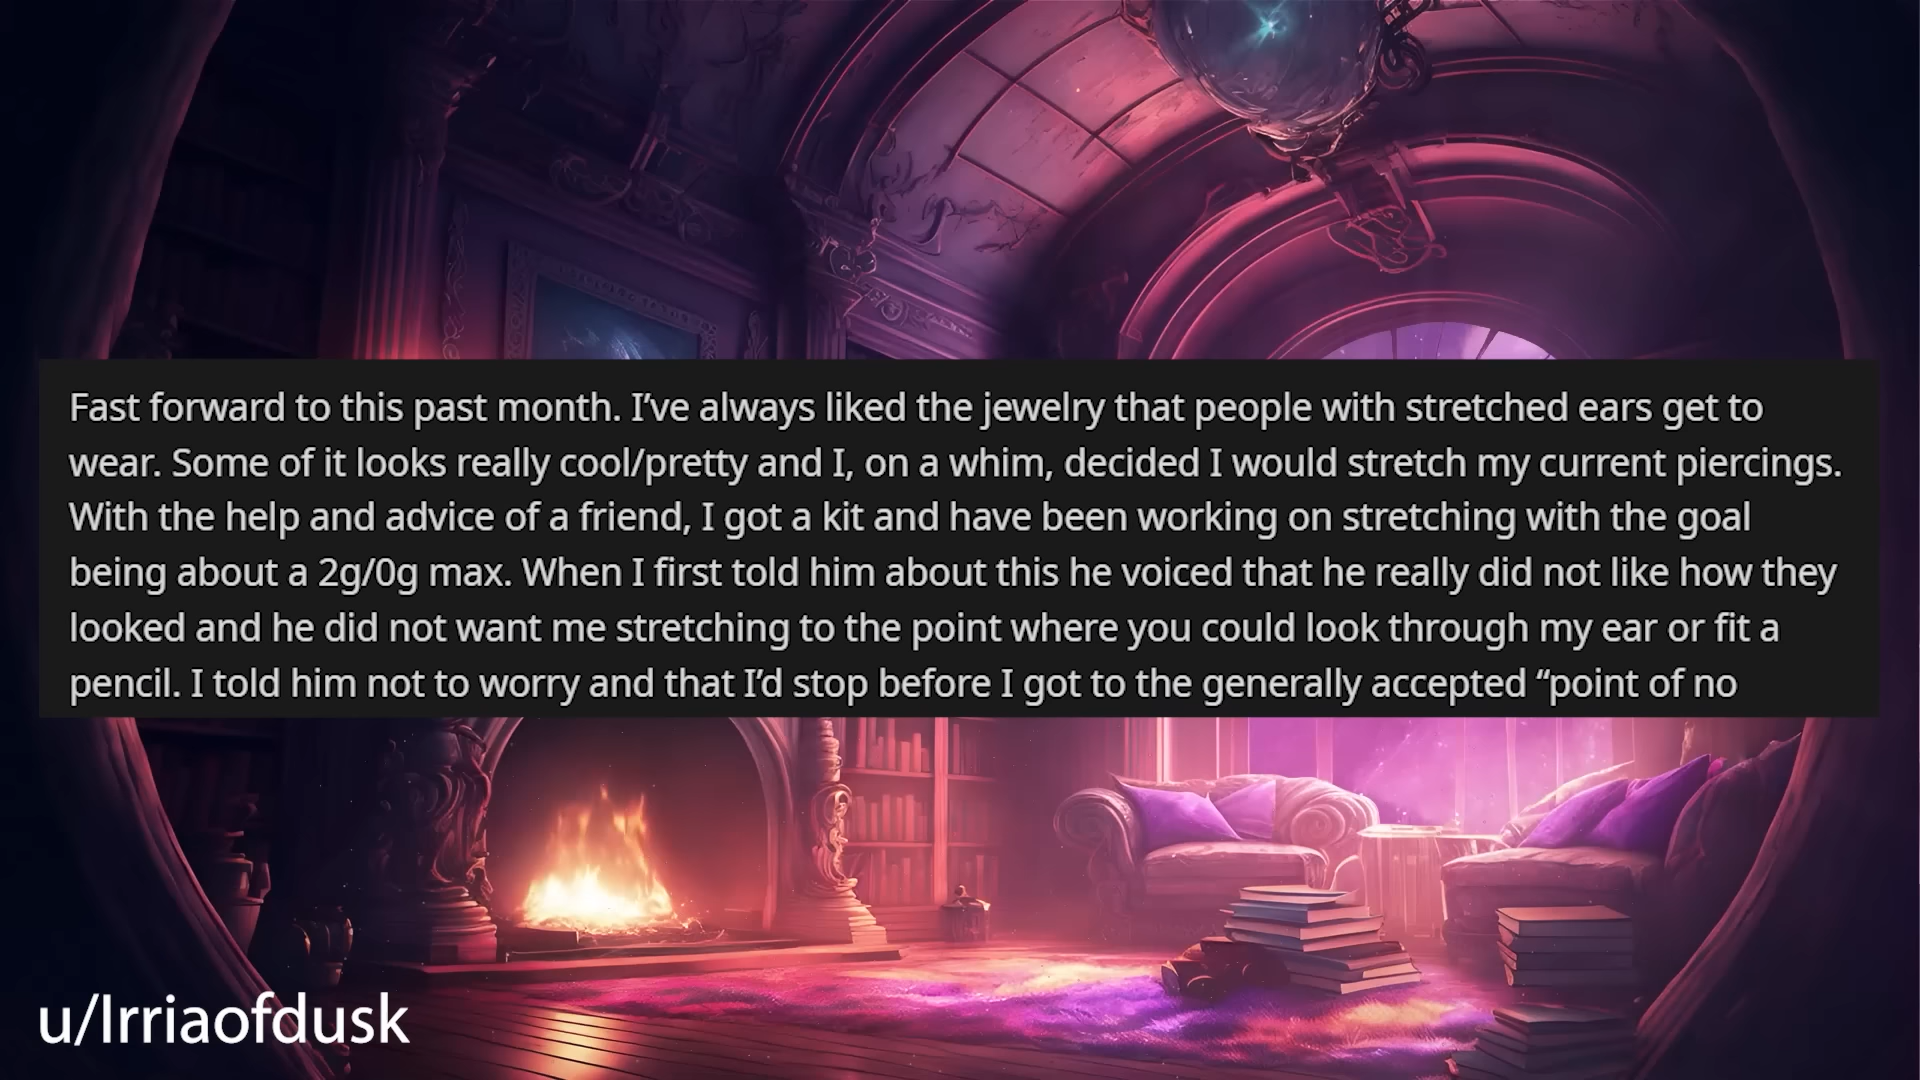 Fast forward to this past month. I’ve always liked the jewelry that people with stretched ears get to
wear. Some of it looks really cool/pretty and I, on a whim, decided I would stretch my current piercings.
With the help and advice of a friend, I got a kit and have been working on stretching with the goal
being about a 2g/0g max. When I first told him about this he voiced that he really did not like how they
looked and he did not want me stretching to the point where you could look through my ear or fit a
pencil. I told him not to worry and that I’d stop before I got to the generally accepted “point of no
u/Irriaofdusk